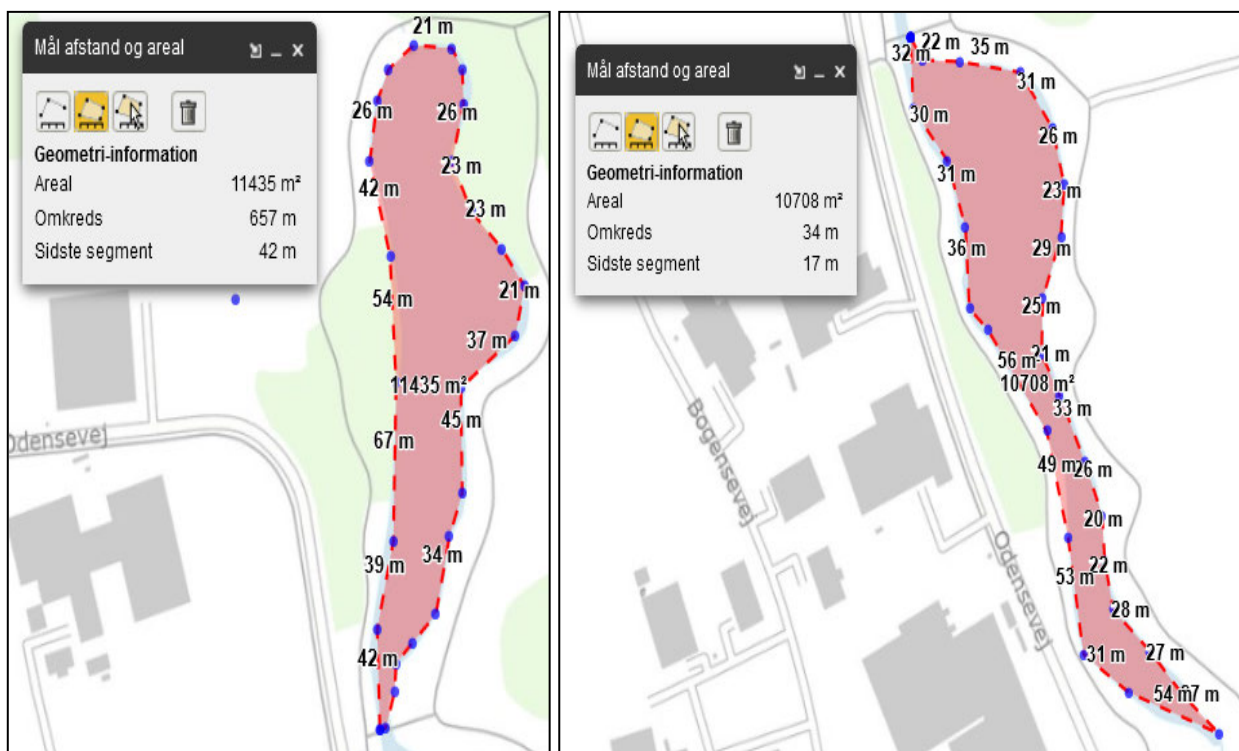 Mål afstand og areal
Geometri-information
Areal 11435 m²
Omkreds 657 m
Sidste segment 42 m
21 m
26 m
26 m
42 m
23 m
23 m
54 m
21 m
37 m
11435 m²
45 m
67 m
39 m
34 m
42 m
Odensevej
Mål afstand og areal
Geometri-information
Areal 10708 m²
Omkreds 34 m
Sidste segment 17 m
32 m
22 m
35 m
31 m
30 m
26 m
31 m
23 m
36 m
29 m
25 m
56 m
21 m
10708 m²
33 m
49 m
26 m
20 m
53 m
22 m
28 m
31 m
27 m
54 m
Bogensevej
Odensevej